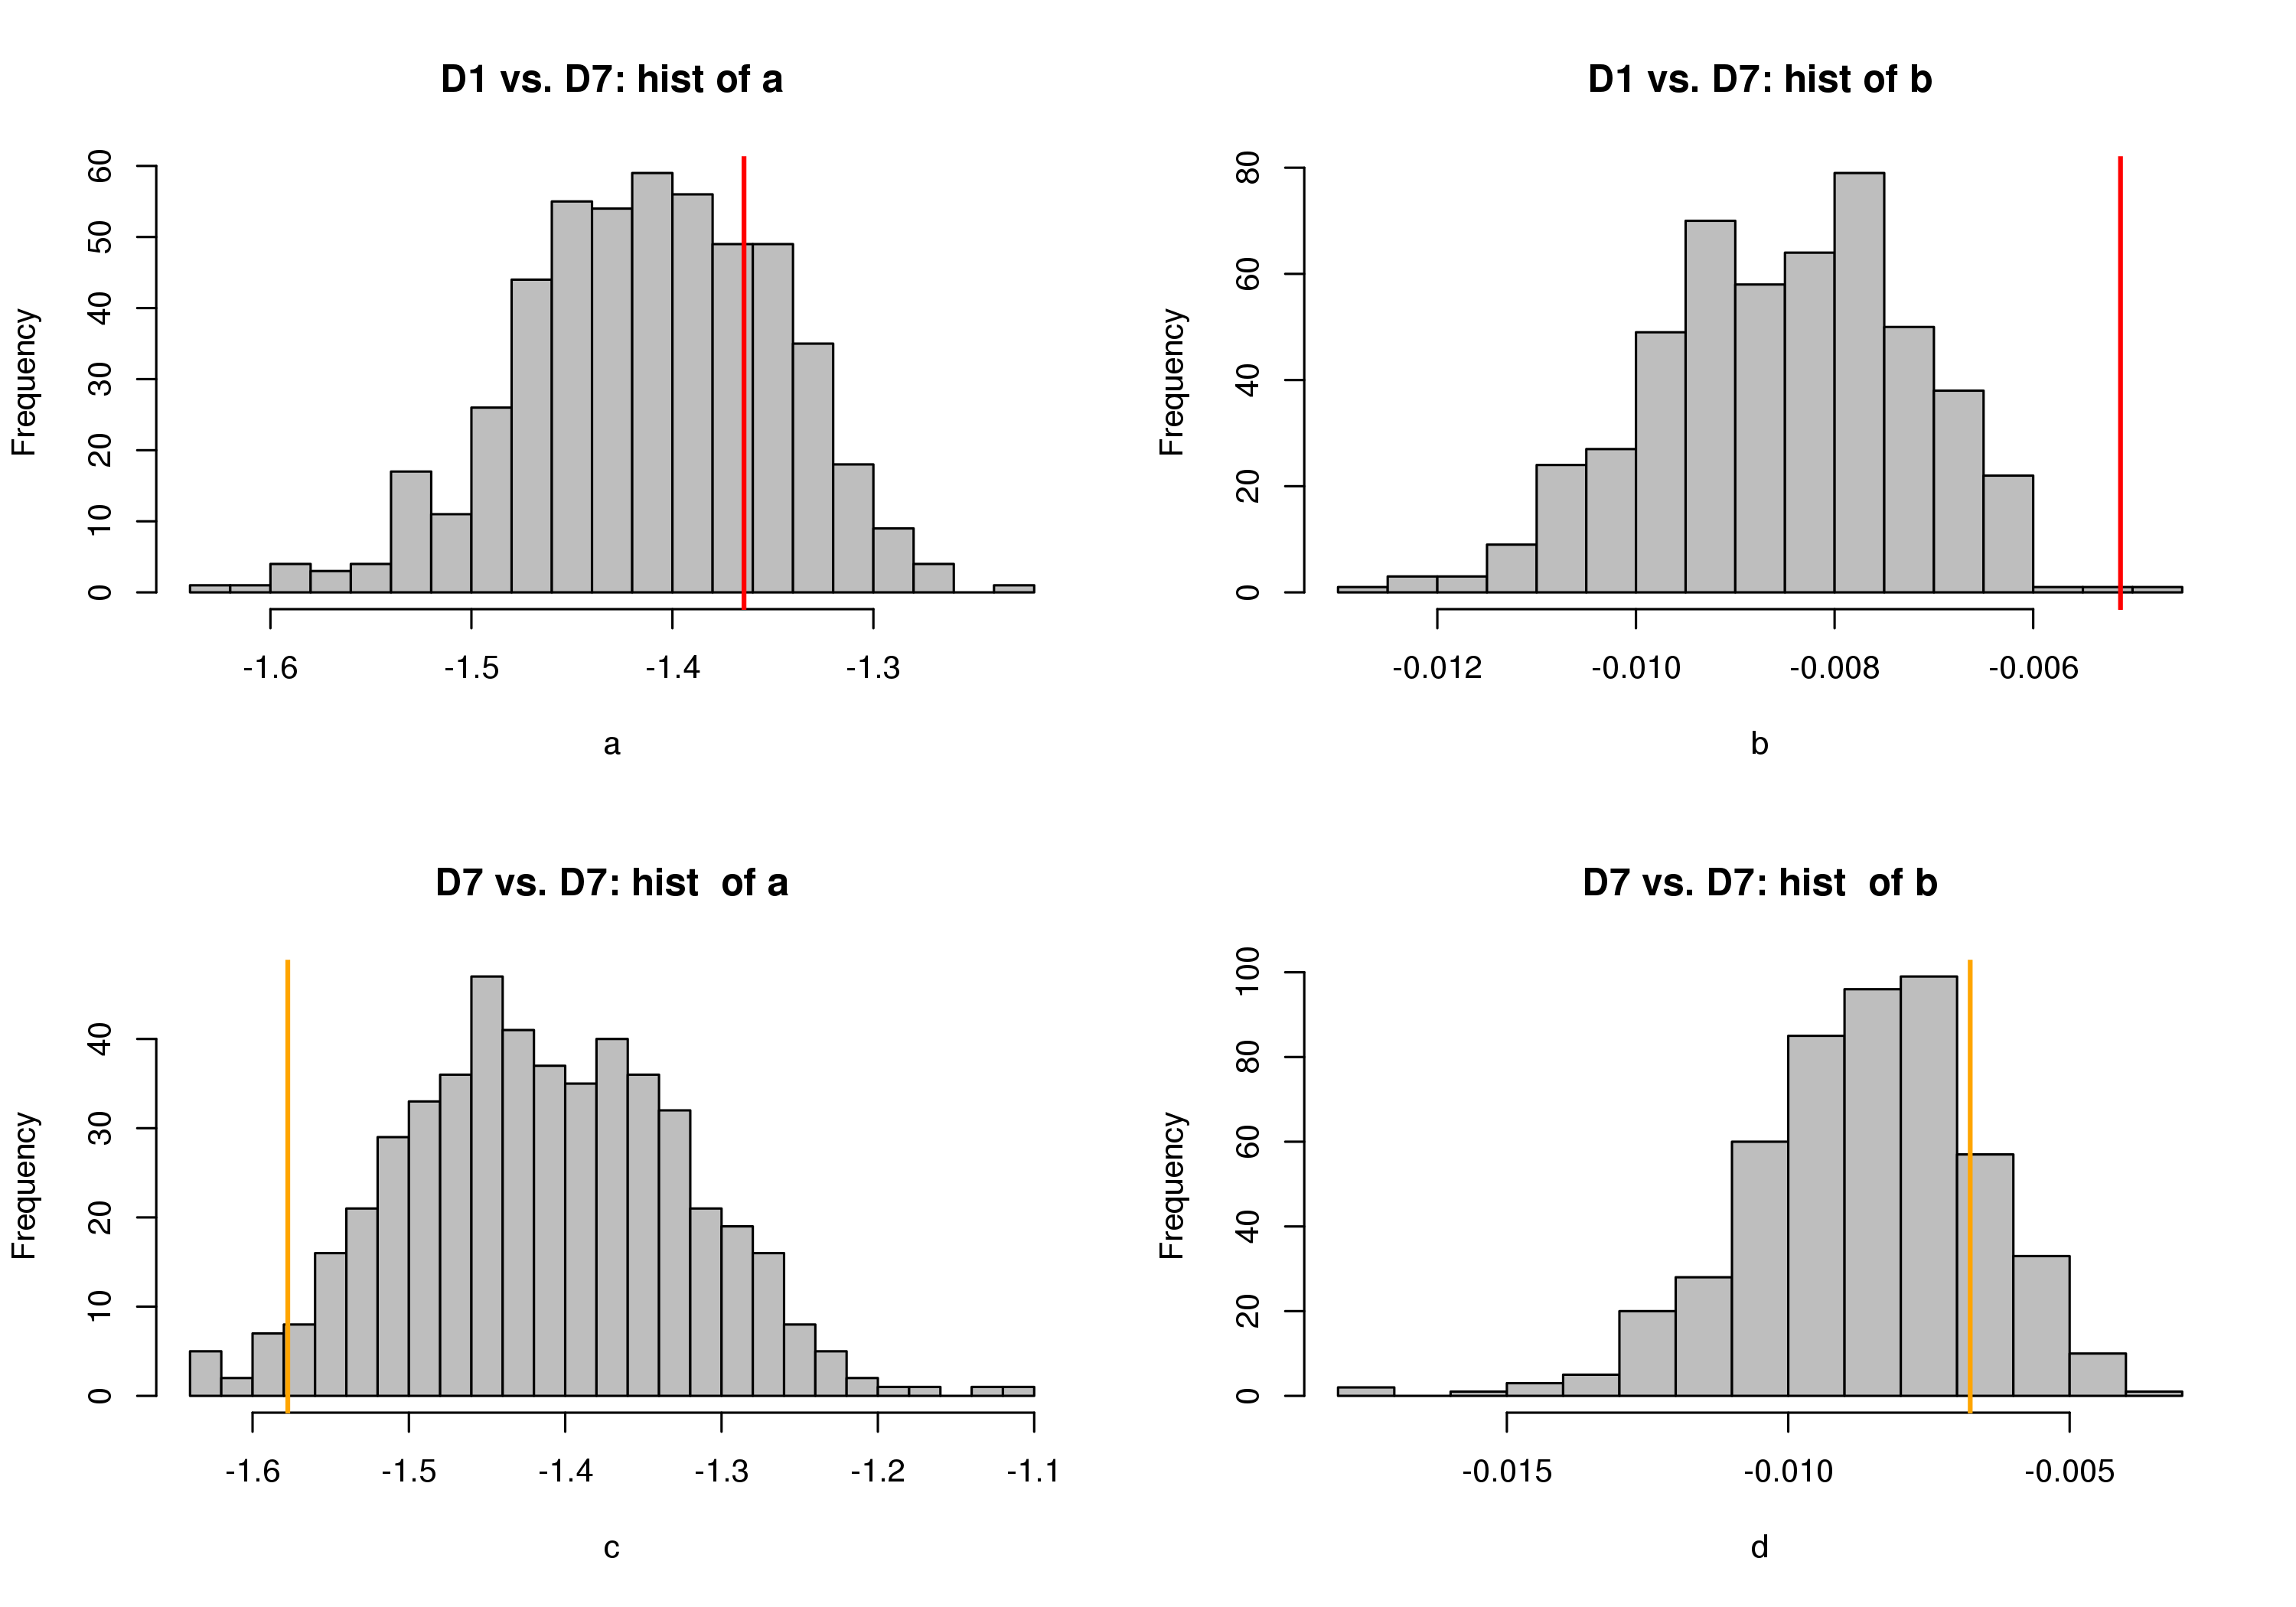 D1 vs. D7: hist of a
Frequency
0 10 20 30 40 50 60
-1.6 -1.5 -1.4 -1.3
a
D1 vs. D7: hist of b
Frequency
0 20 40 60 80
-0.012 -0.010 -0.008 -0.006
b
D7 vs. D7: hist  of a
Frequency
0 10 20 30 40
-1.6 -1.5 -1.4 -1.3 -1.2 -1.1
c
D7 vs. D7: hist  of b
Frequency
0 20 40 60 80 100
-0.015 -0.010 -0.005
d